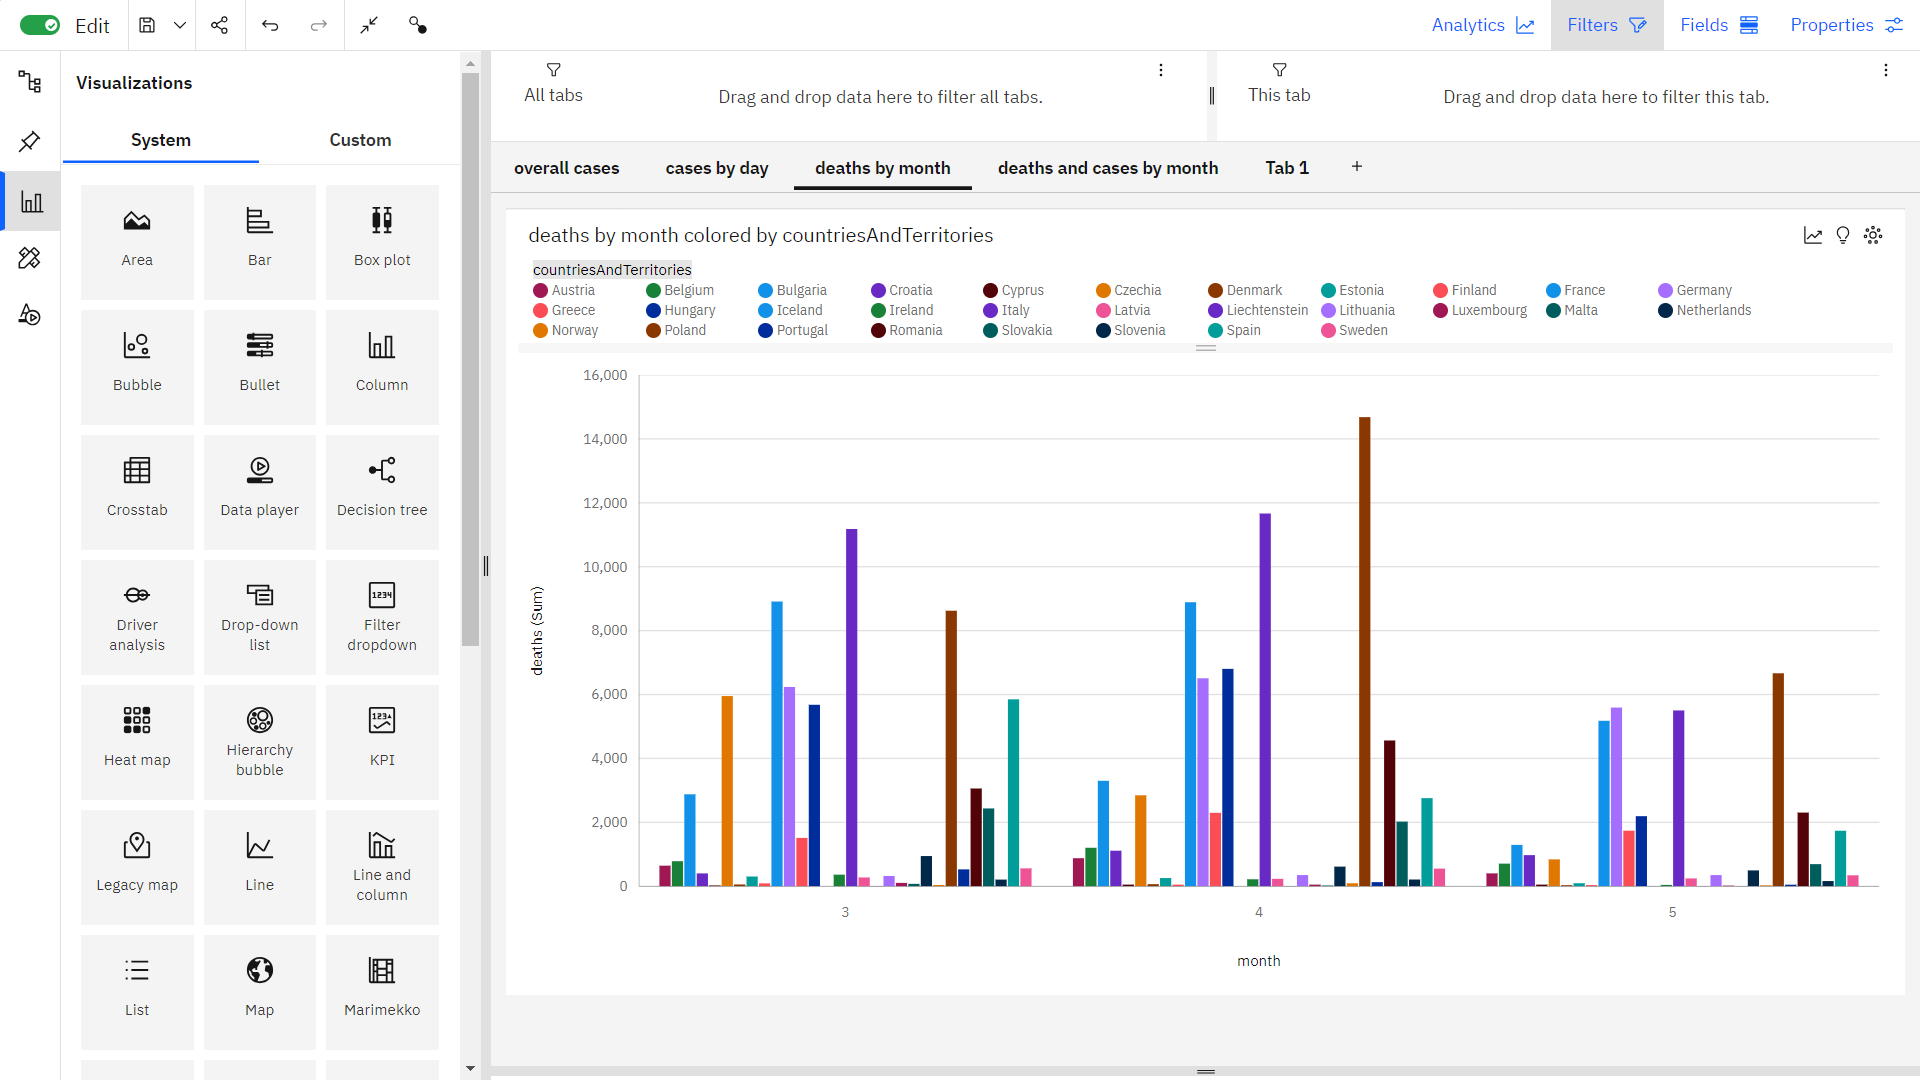 Edit
Analytics
Filters
Fields
Properties
Visualizations
System
Custom
Area
Bar
Box plot
Bubble
Bullet
Column
Crosstab
Data player
Decision tree
Driver
analysis
Drop-down
list
1234
Filter
dropdown
Heat map
Hierarchy
bubble
123
KPI
Legacy map
Line
Line and
column
List
Map
Marimekko
All tabs
Drag and drop data here to filter all tabs.
This tab
Drag and drop data here to filter this tab.
overall cases
cases by day
deaths by month
deaths and cases by month
Tab 1
+
deaths by month colored by countriesAndTerritories
countriesAndTerritories
Austria Belgium Bulgaria Croatia Cyprus Czechia Denmark Estonia Finland France Germany
Greece Hungary Iceland Ireland Italy Latvia Liechtenstein Lithuania Luxembourg Malta Netherlands
Norway Poland Portugal Romania Slovakia Slovenia Spain Sweden
16,000
14,000
12,000
10,000
8,000
6,000
4,000
2,000
0
deaths (Sum)
3 4 5
month